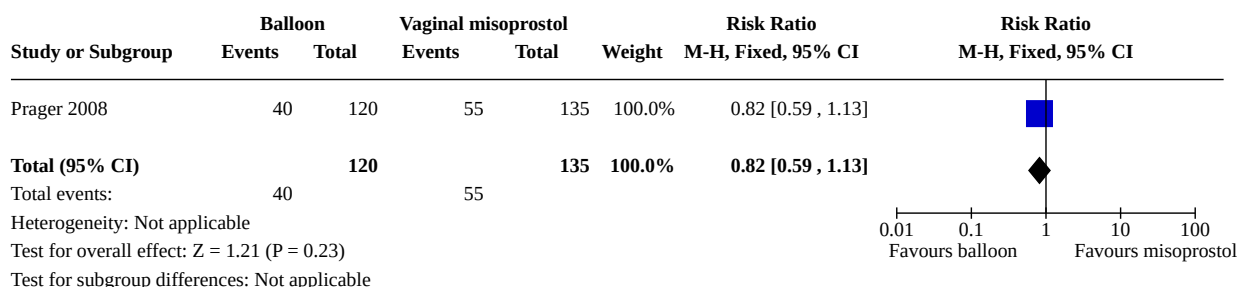 Balloon Vaginal misoprostol Risk Ratio Risk Ratio
Study or Subgroup Events Total Events Total Weight M-H, Fixed, 95% CI M-H, Fixed, 95% CI
Prager 2008 40 120 55 135 100.0% 0.82 [0.59 , 1.13]
Total (95% CI) 120 135 100.0% 0.82 [0.59 , 1.13]
Total events: 40 55
Heterogeneity: Not applicable
0.01 0.1 1 10 100
Test for overall effect: Z = 1.21 (P = 0.23) Favours balloon Favours misoprostol
Test for subgroup differences: Not applicable